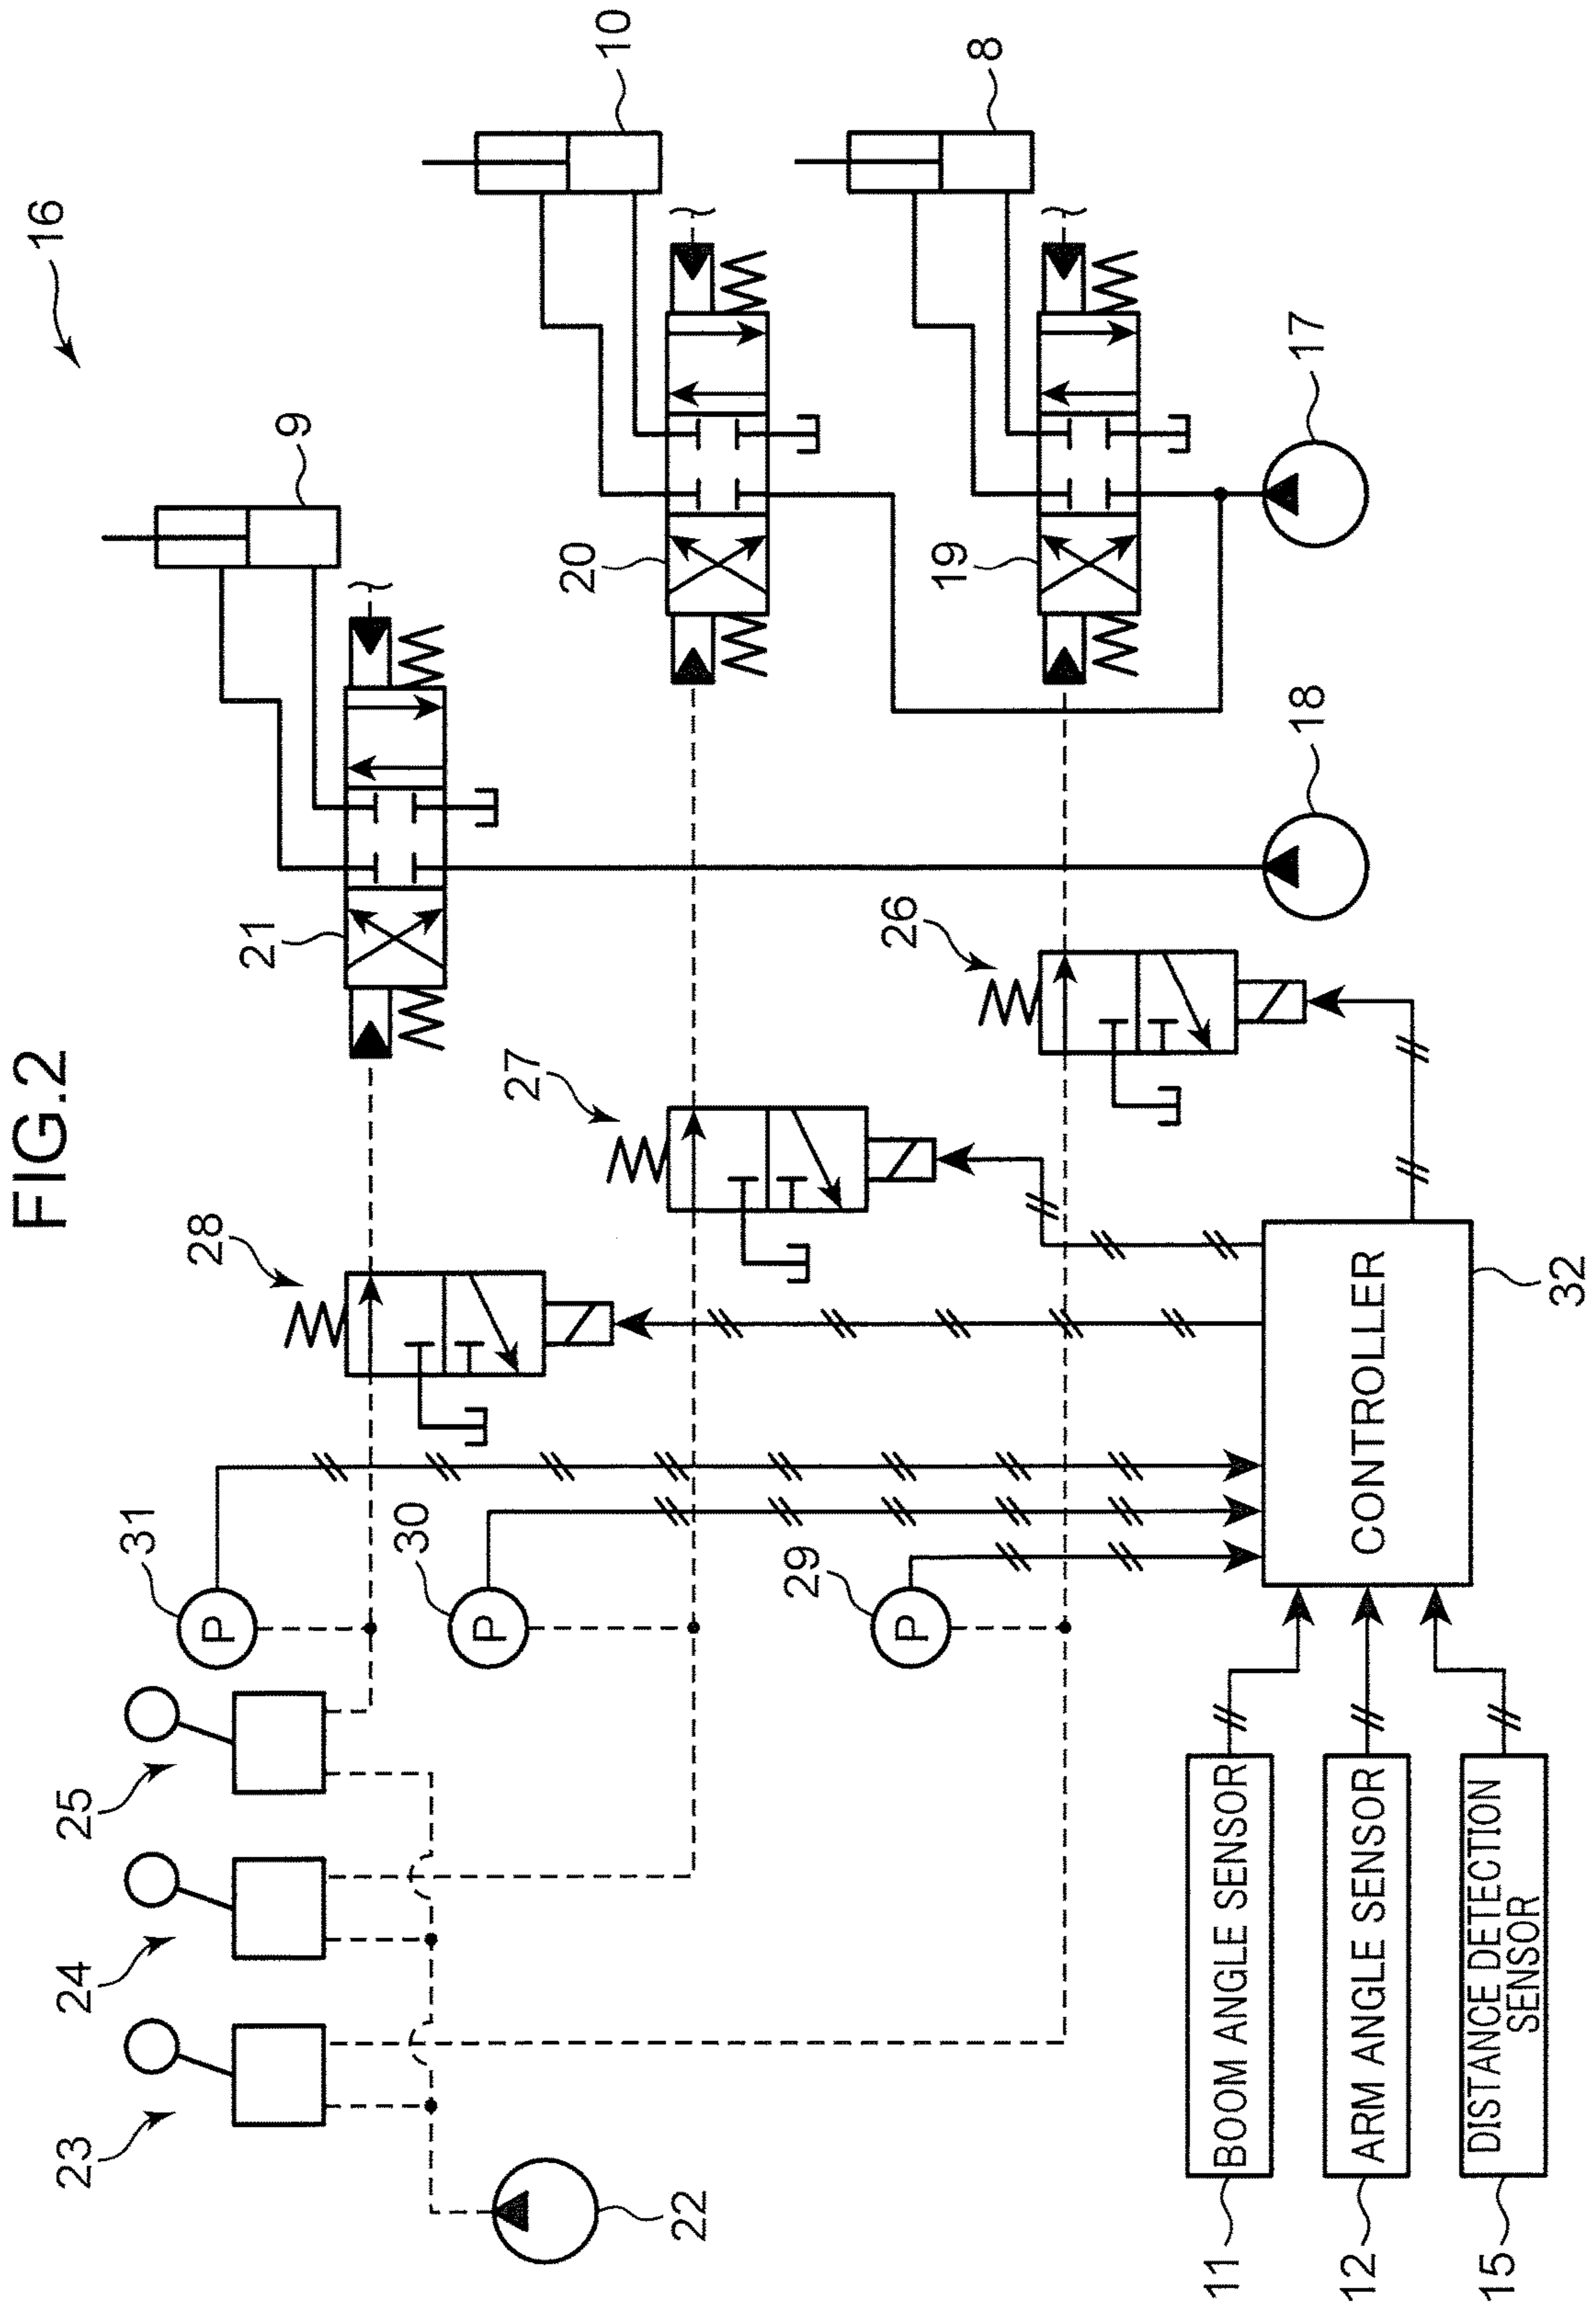 FIG.2
16
10
8
9
20
19
17
18
21
26
27
28
31
30
29
25
24
23
22
32
CONTROLLER
P
P
P
11
BOOM ANGLE SENSOR
12
ARM ANGLE SENSOR
15
DISTANCE DETECTION
SENSOR